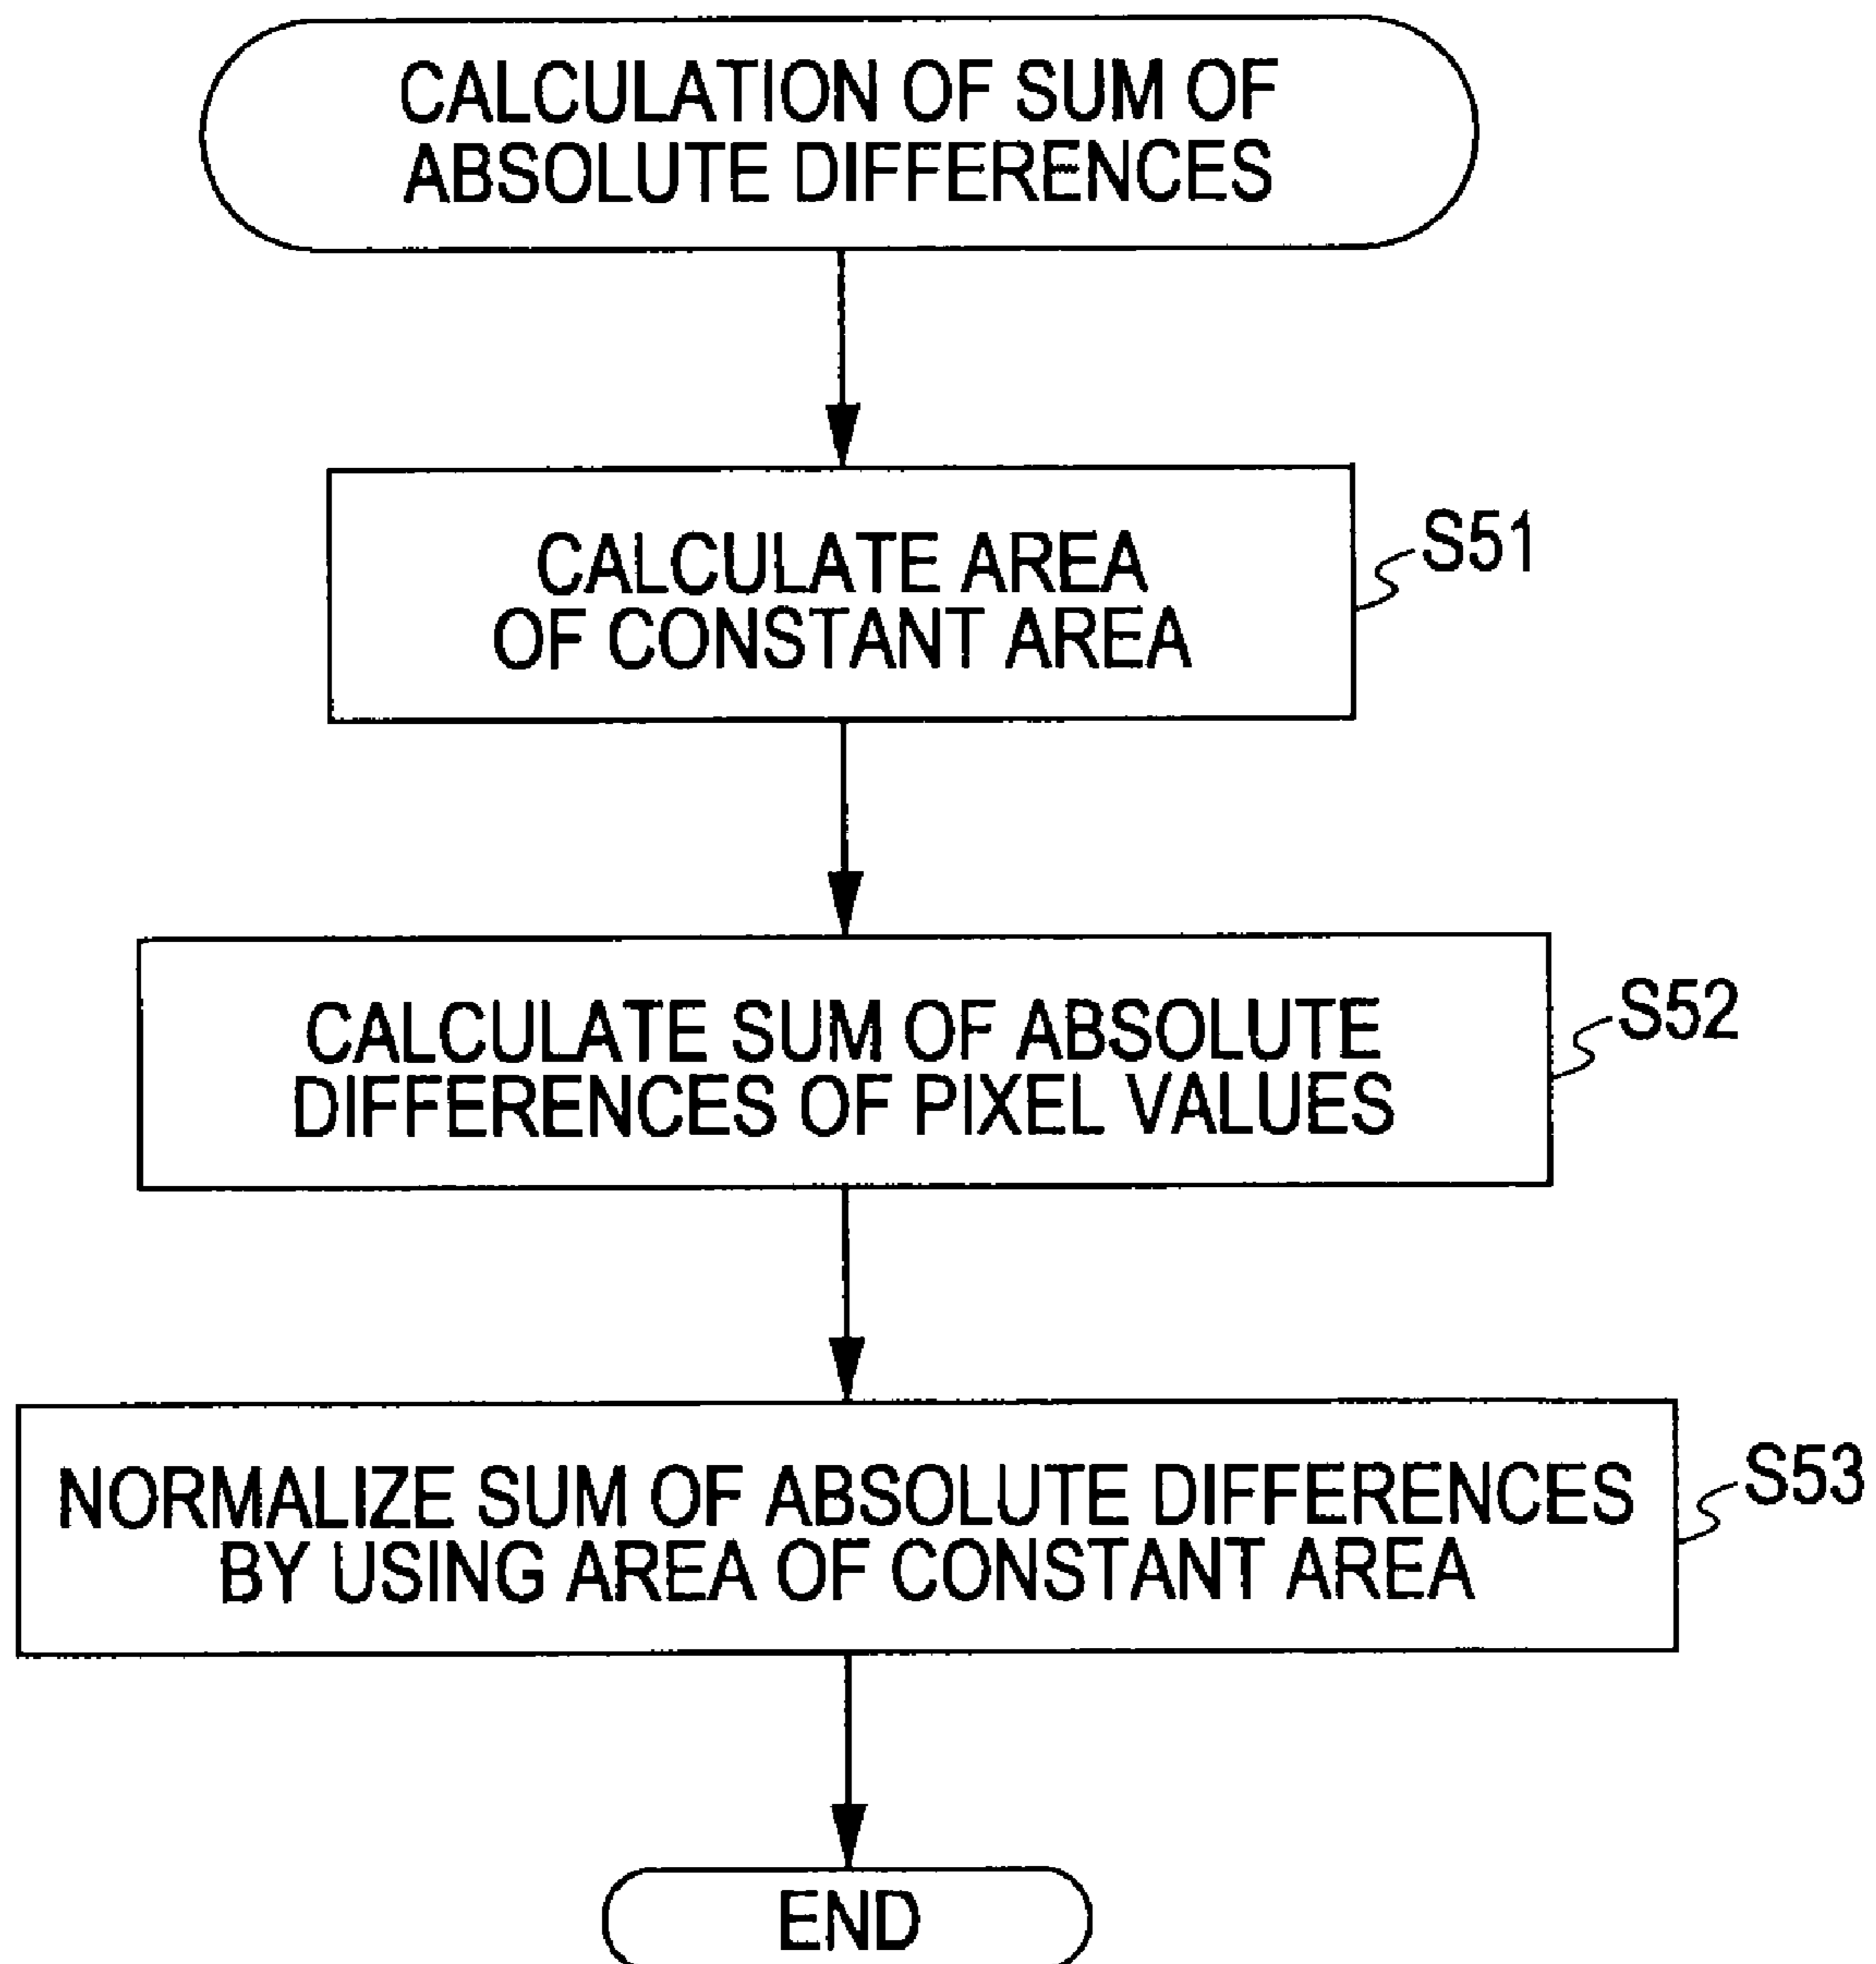 CALCULATION OF SUM OF
ABSOLUTE DIFFERENCES
CALCULATE AREA
OF CONSTANT AREA
S51
CALCULATE SUM OF ABSOLUTE
DIFFERENCES OF PIXEL VALUES
S52
NORMALIZE SUM OF ABSOLUTE DIFFERENCES
BY USING AREA OF CONSTANT AREA
S53
END